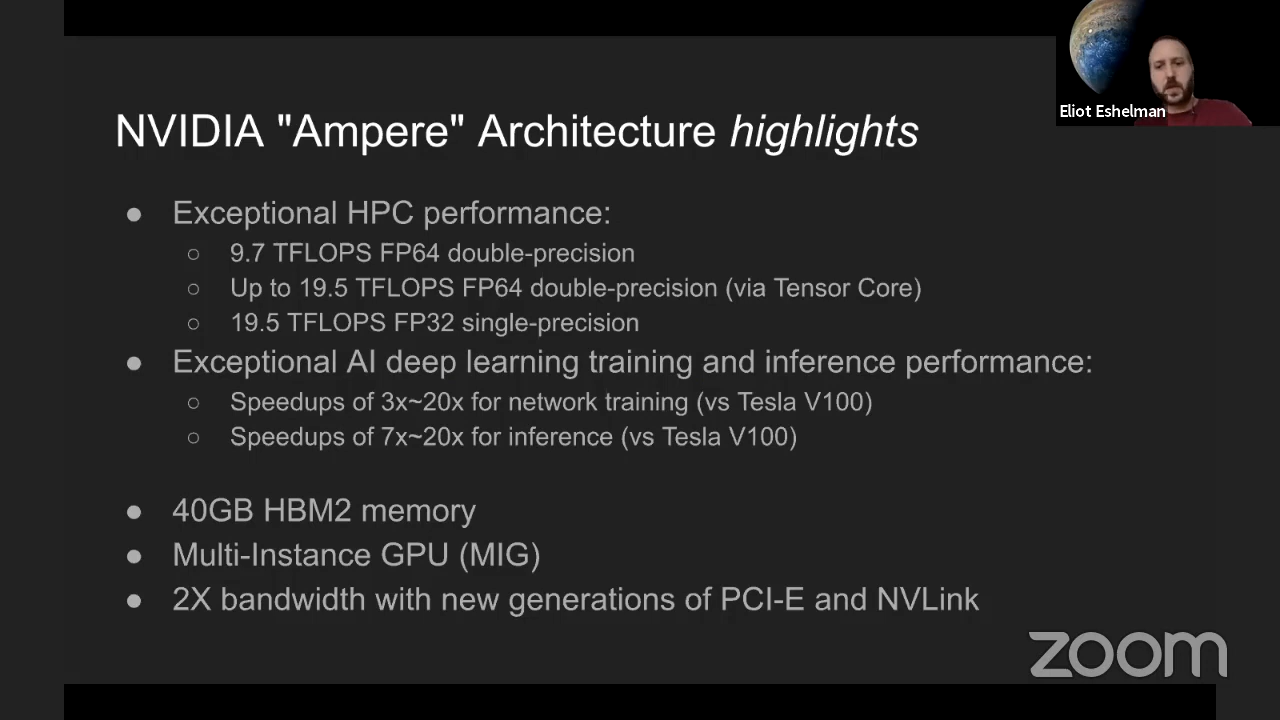 Eliot Eshelman
NVIDIA "Ampere" Architecture highlights
● Exceptional HPC performance:
○ 9.7 TFLOPS FP64 double-precision
○ Up to 19.5 TFLOPS FP64 double-precision (via Tensor Core)
○ 19.5 TFLOPS FP32 single-precision
● Exceptional AI deep learning training and inference performance:
○ Speedups of 3x~20x for network training (vs Tesla V100)
○ Speedups of 7x~20x for inference (vs Tesla V100)
● 40GB HBM2 memory
● Multi-Instance GPU (MIG)
● 2X bandwidth with new generations of PCI-E and NVLink
zoom